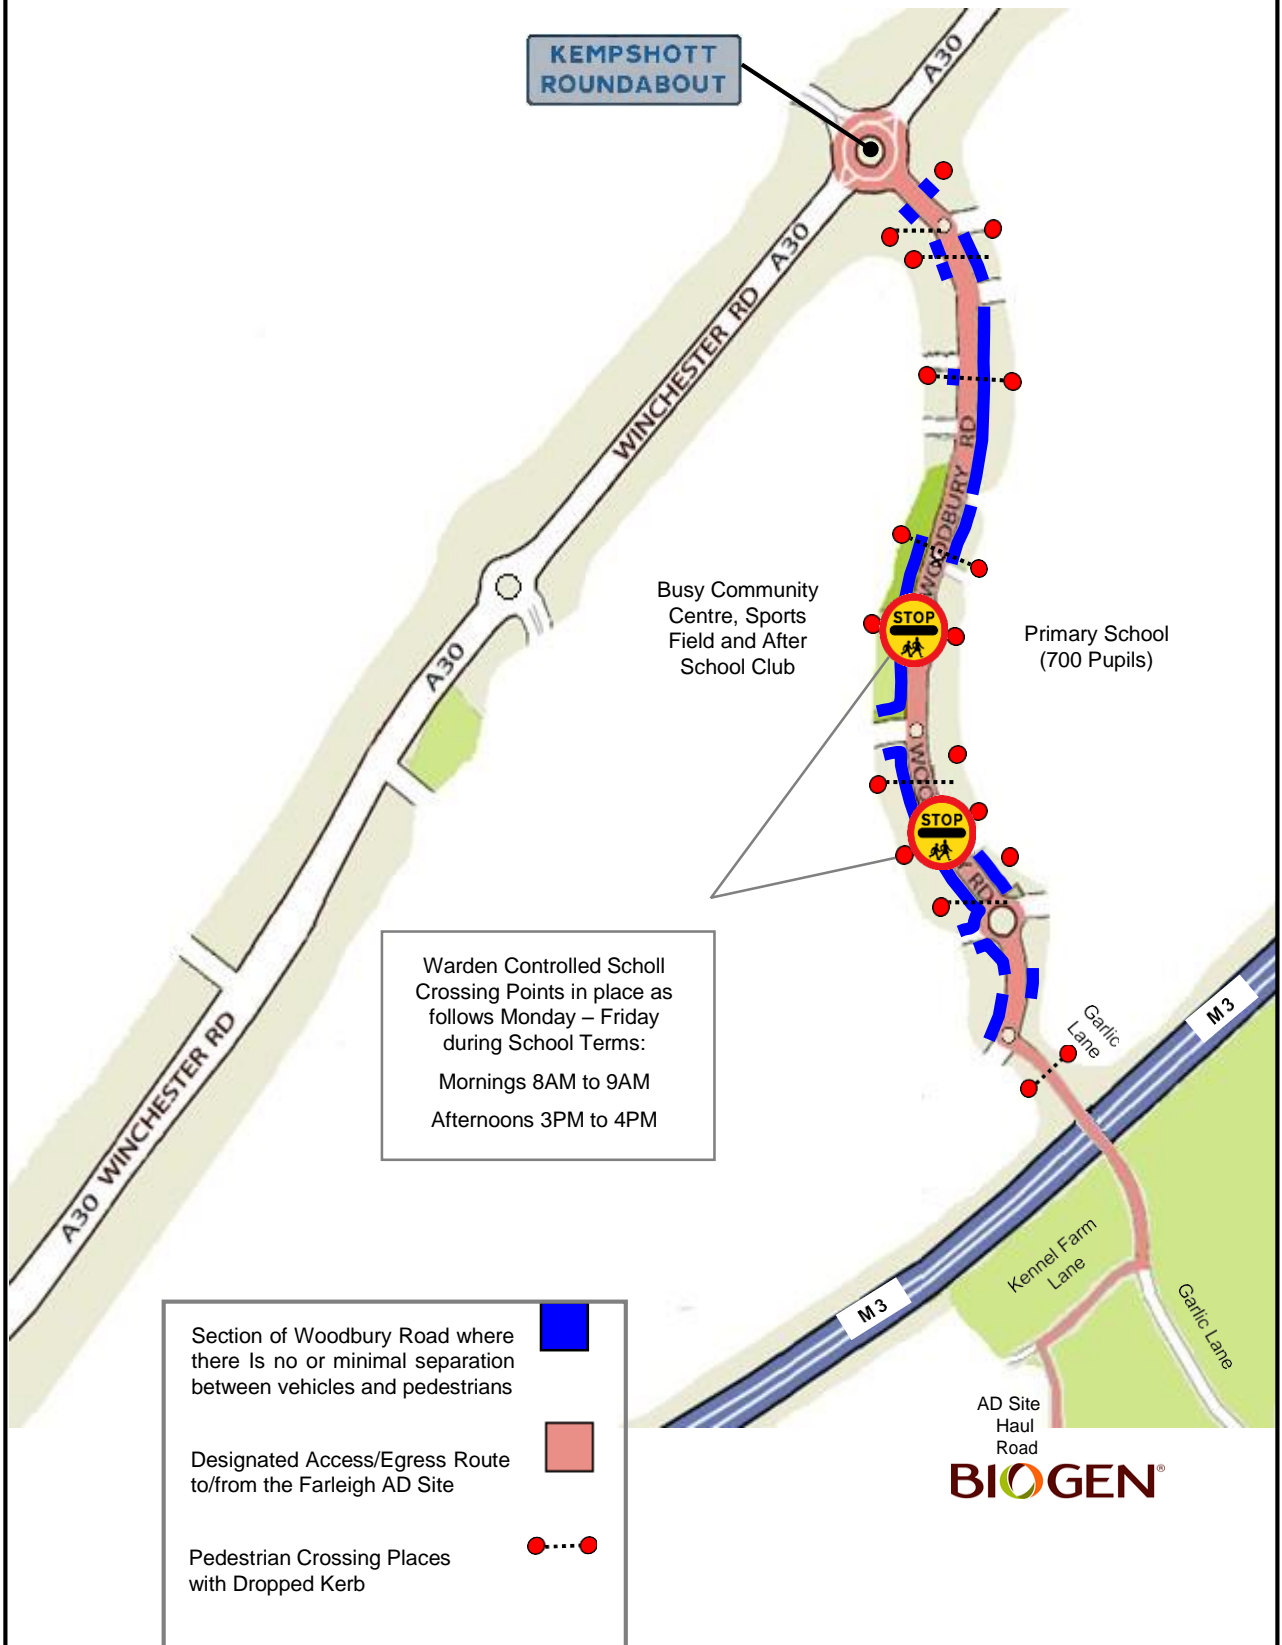 KEMPSHOTT
ROUNDABOUT
A30
A30
WINCHESTER RD
WOODBURY RD
Busy Community
Centre, Sports
Field and After
School Club
STOP
Primary School
(700 Pupils)
A30
STOP
RD
Warden Controlled Scholl
Crossing Points in place as
follows Monday – Friday
during School Terms:
Mornings 8AM to 9AM
Afternoons 3PM to 4PM
M 3
Garlic
Lane
A30 WINCHESTER RD
Kennel Farm
Lane
Garlic Lane
M 3
Section of Woodbury Road where
there Is no or minimal separation
between vehicles and pedestrians
Designated Access/Egress Route
to/from the Farleigh AD Site
Pedestrian Crossing Places
with Dropped Kerb
AD Site
Haul
Road
BIOGEN®